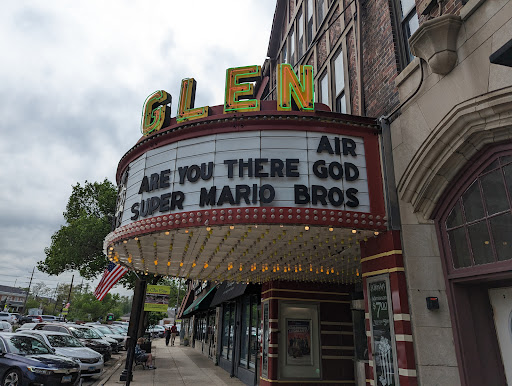 GLEN
AIR
ARE YOU THERE GOD
SUPER MARIO BROS